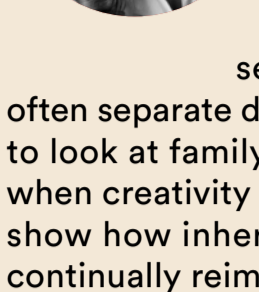 se
often separate d
to look at family
when creativity
show how inher
continually reim